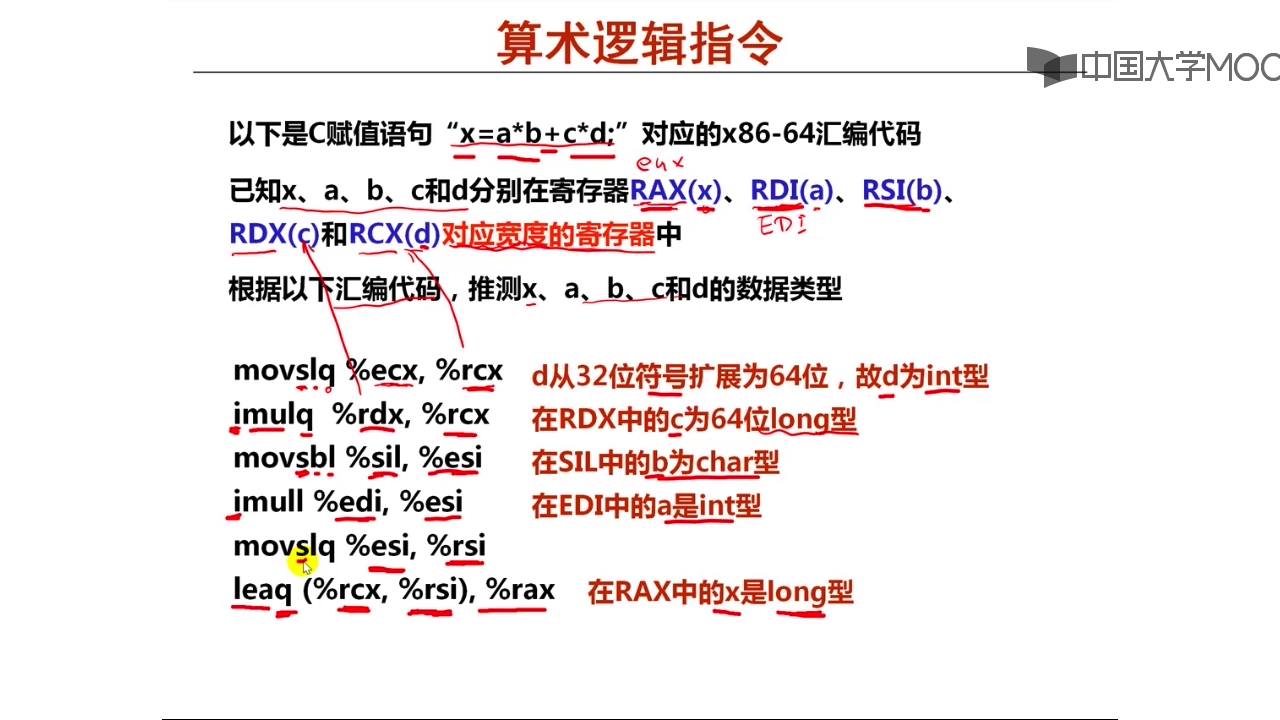 算术逻辑指令
中国大学MOO
以下是C赋值语句“x=a*b+c*d;”对应的x86-64汇编代码
eax
已知x、a、b、c和d分别在寄存器RAX(x)、RDI(a)、RSI(b)、
EDI
RDX(c)和RCX(d)对应宽度的寄存器中
根据以下汇编代码，推测x、a、b、c和d的数据类型
movslq %ecx, %rcx d从32位符号扩展为64位，故d为int型
imulq %rdx, %rcx 在RDX中的c为64位long型
movsbl %sil, %esi 在SIL中的b为char型
imull %edi, %esi 在EDI中的a是int型
movslq %esi, %rsi
leaq (%rcx, %rsi), %rax 在RAX中的x是long型